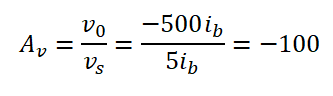 A_v = v_0/v_s = -500i_b/5i_b = -100